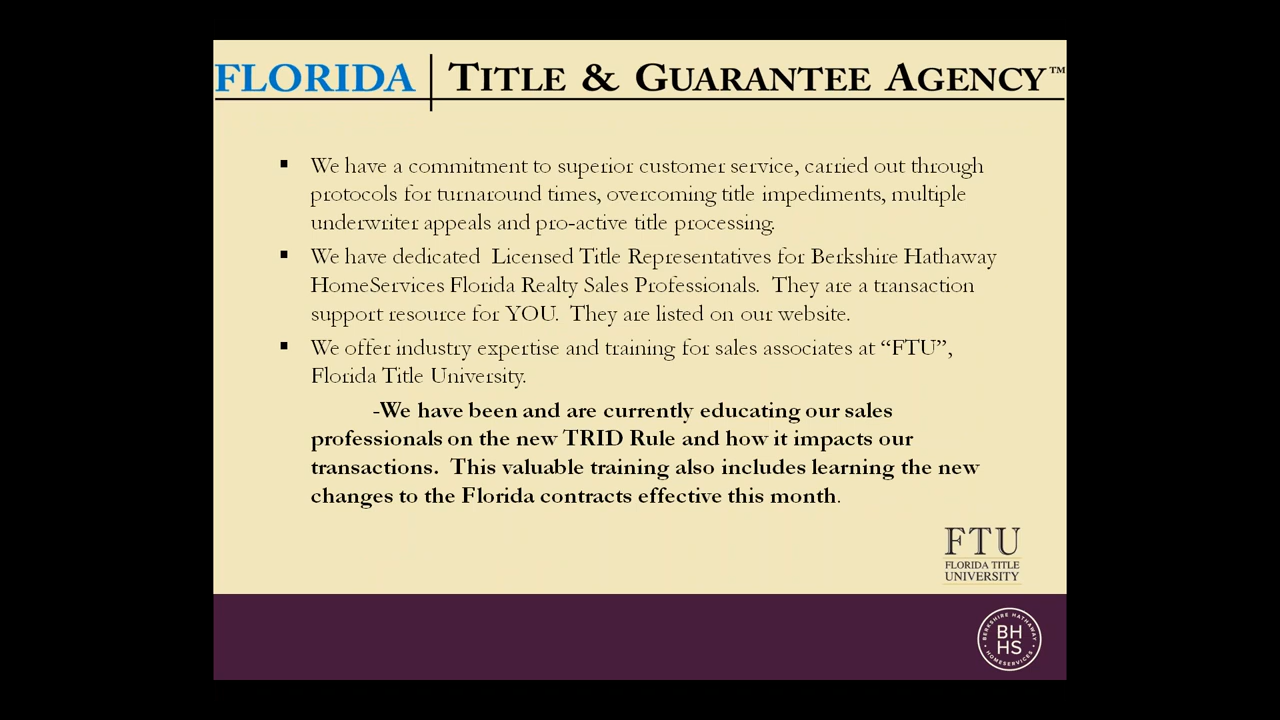 FLORIDA | TITLE & GUARANTEE AGENCY™
▪ We have a commitment to superior customer service, carried out through
protocols for turnaround times, overcoming title impediments, multiple
underwriter appeals and pro-active title processing.
▪ We have dedicated  Licensed Title Representatives for Berkshire Hathaway
HomeServices Florida Realty Sales Professionals.  They are a transaction
support resource for YOU.  They are listed on our website.
▪ We offer industry expertise and training for sales associates at “FTU”,
Florida Title University.
-We have been and are currently educating our sales
professionals on the new TRID Rule and how it impacts our
transactions.  This valuable training also includes learning the new
changes to the Florida contracts effective this month.
FTU
FLORIDA TITLE
UNIVERSITY
BERKSHIRE HATHAWAY
BH
HS
HOMESERVICES